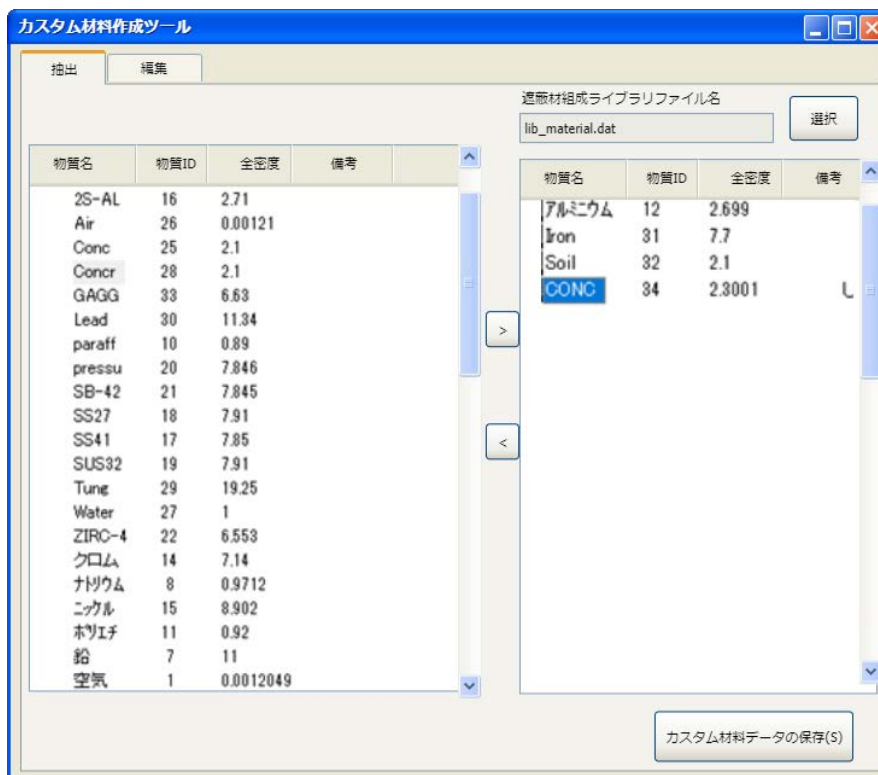 カスタム材料作成ツール
抽出 編集
遮蔽材組成ライブラリファイル名
lib_material.dat 選択
物質名 物質ID 全密度 備考
2S-AL 16 2.71
Air 26 0.00121
Conc 25 2.1
Concr 28 2.1
GAGG 33 6.63
Lead 30 11.34
paraff 10 0.89
pressu 20 7.846
SB-42 21 7.845
SS27 18 7.91
SS41 17 7.85
SUS32 19 7.91
Tung 29 19.25
Water 27 1
ZIRC-4 22 6.553
クロム 14 7.14
ナトリウム 8 0.9712
ニッケル 15 8.902
ホリエチ 11 0.92
鉛 7 11
空気 1 0.0012049
>
<
物質名 物質ID 全密度 備考
アルミニウム 12 2.699
Iron 31 7.7
Soil 32 2.1
CONC 34 2.3001 し
カスタム材料データの保存(S)